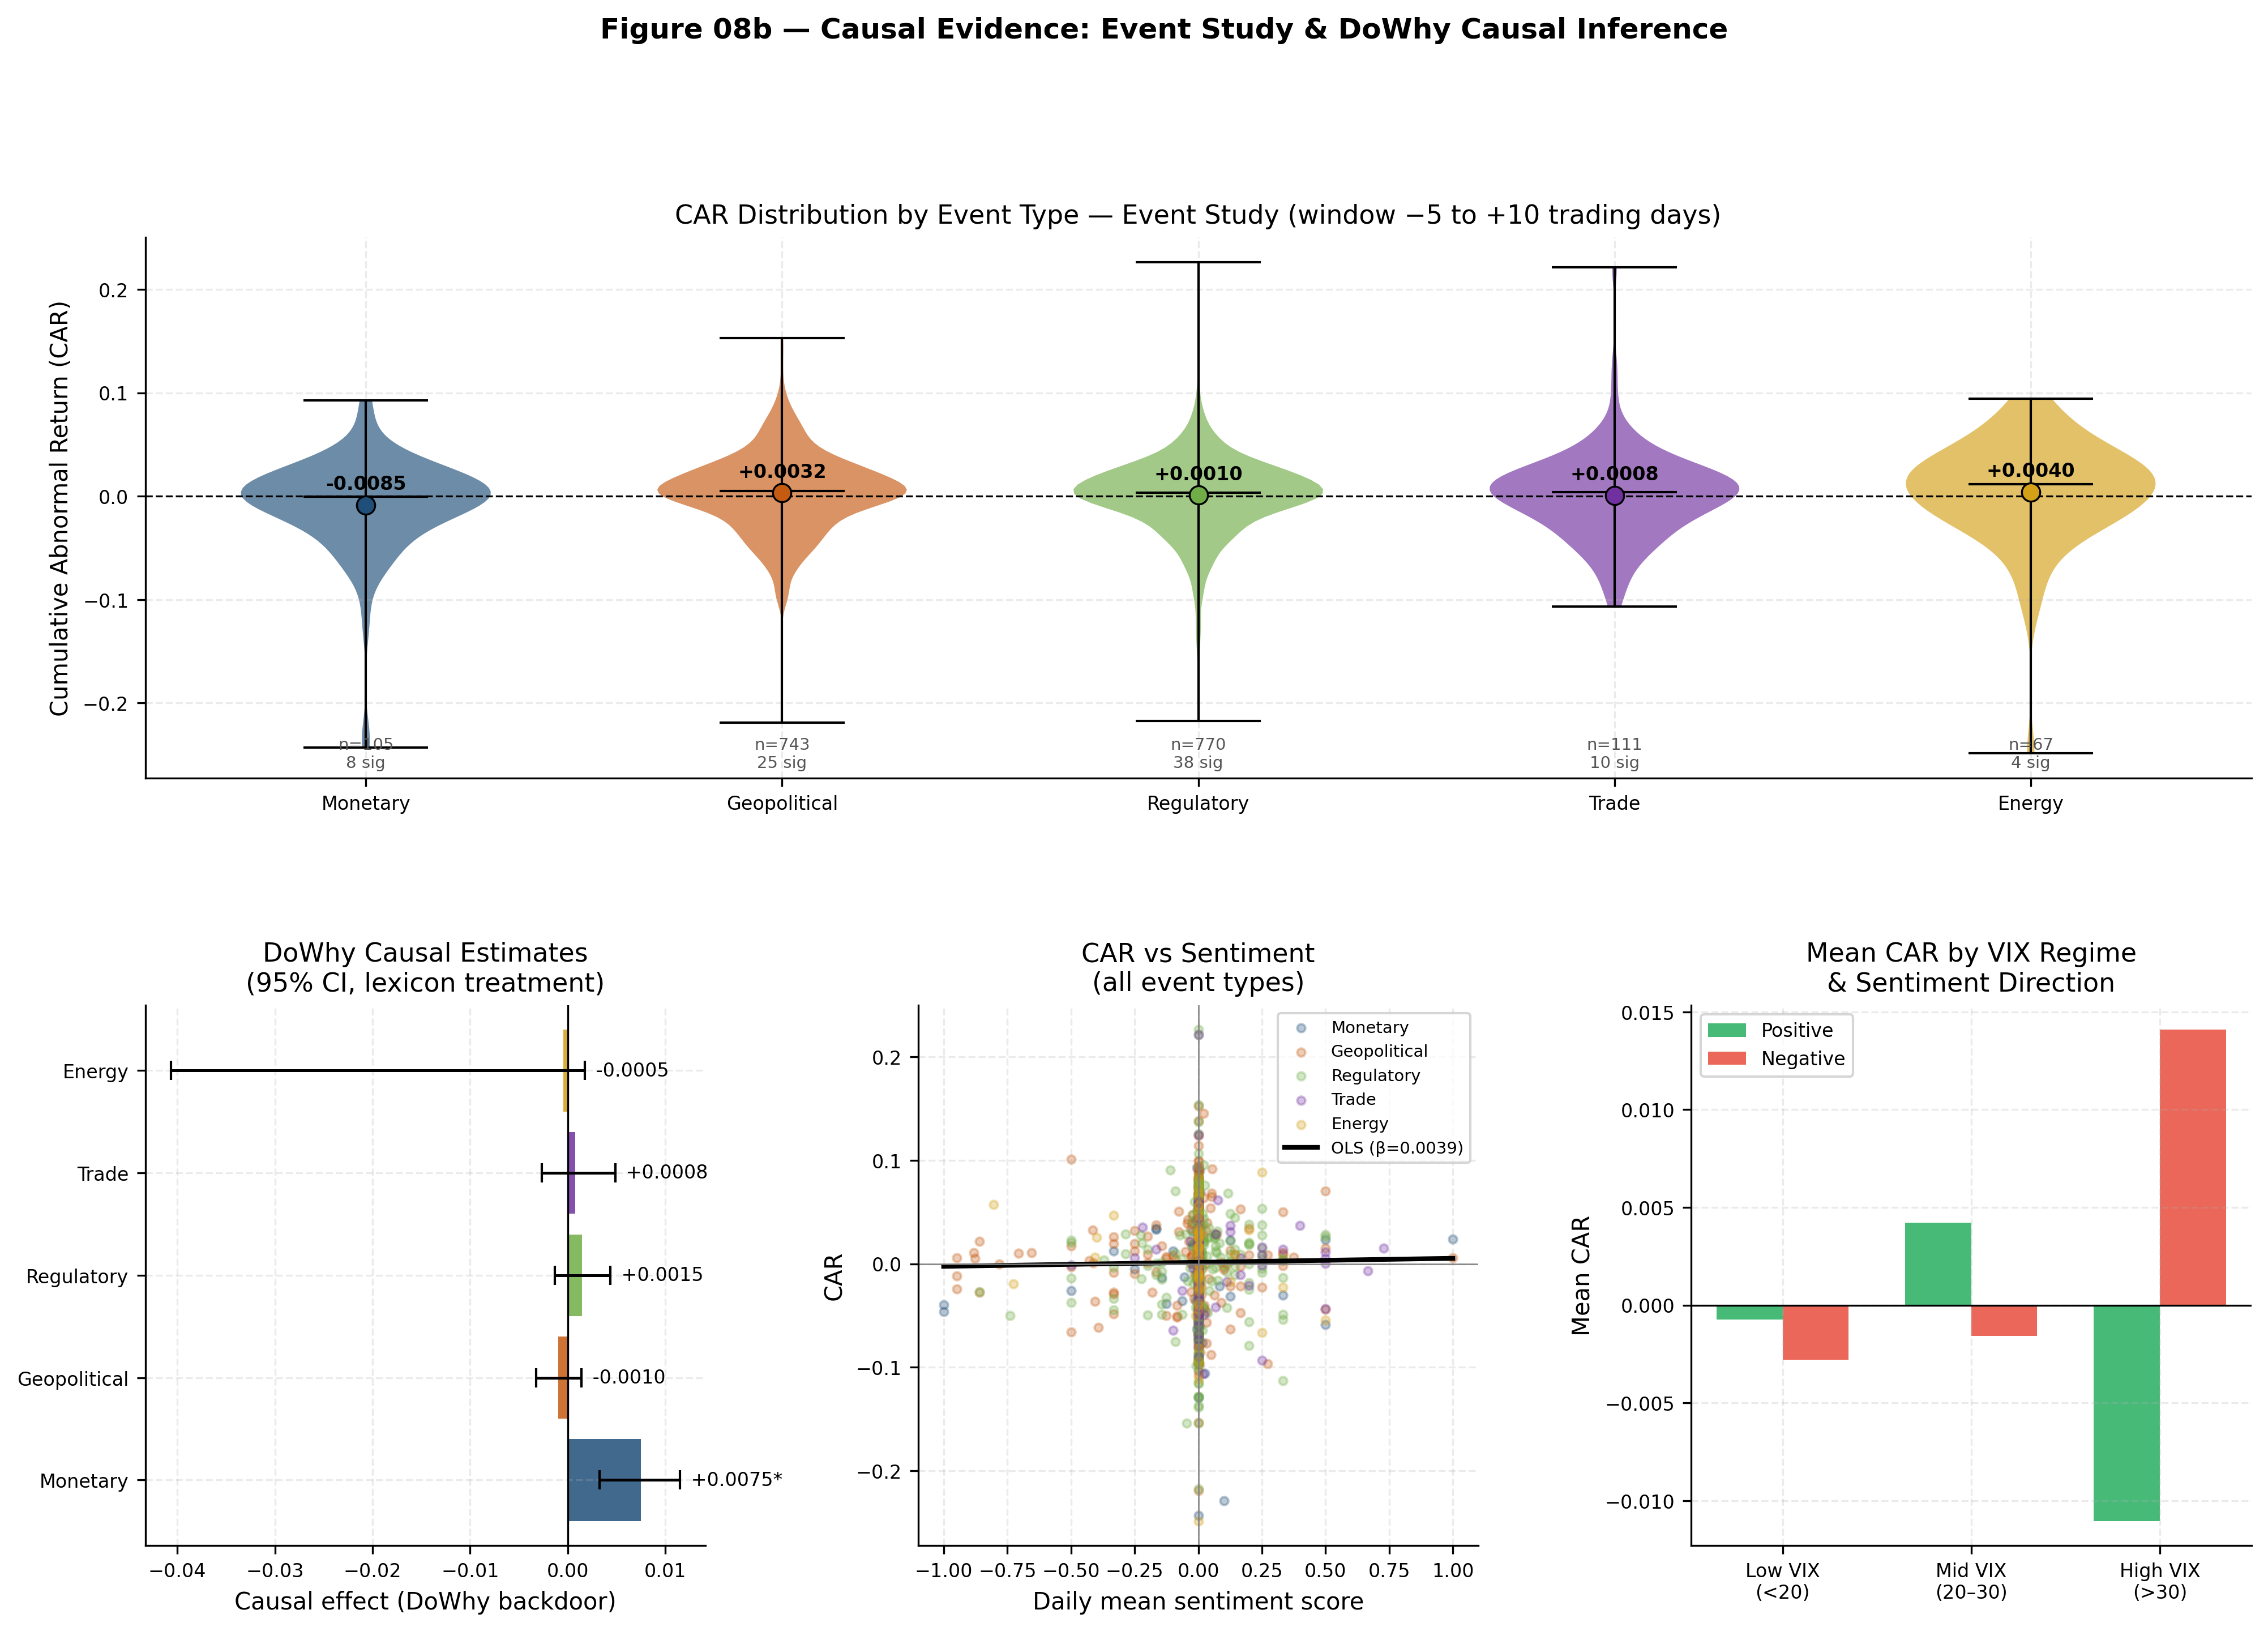 Figure 08b — Causal Evidence: Event Study & DoWhy Causal Inference
CAR Distribution by Event Type — Event Study (window −5 to +10 trading days)
Cumulative Abnormal Return (CAR)
0.2
0.1
0.0
−0.1
−0.2
-0.0085
+0.0032
+0.0010
+0.0008
+0.0040
n=105
8 sig
n=743
25 sig
n=770
38 sig
n=111
10 sig
n=67
4 sig
Monetary
Geopolitical
Regulatory
Trade
Energy
DoWhy Causal Estimates
(95% CI, lexicon treatment)
Energy
Trade
Regulatory
Geopolitical
Monetary
-0.0005
+0.0008
+0.0015
-0.0010
+0.0075*
−0.04
−0.03
−0.02
−0.01
0.00
0.01
Causal effect (DoWhy backdoor)
CAR vs Sentiment
(all event types)
CAR
0.2
0.1
0.0
−0.1
−0.2
Monetary
Geopolitical
Regulatory
Trade
Energy
OLS (β=0.0039)
−1.00
−0.75
−0.50
−0.25
0.00
0.25
0.50
0.75
1.00
Daily mean sentiment score
Mean CAR by VIX Regime
& Sentiment Direction
Mean CAR
0.015
0.010
0.005
0.000
−0.005
−0.010
Positive
Negative
Low VIX
(<20)
Mid VIX
(20–30)
High VIX
(>30)